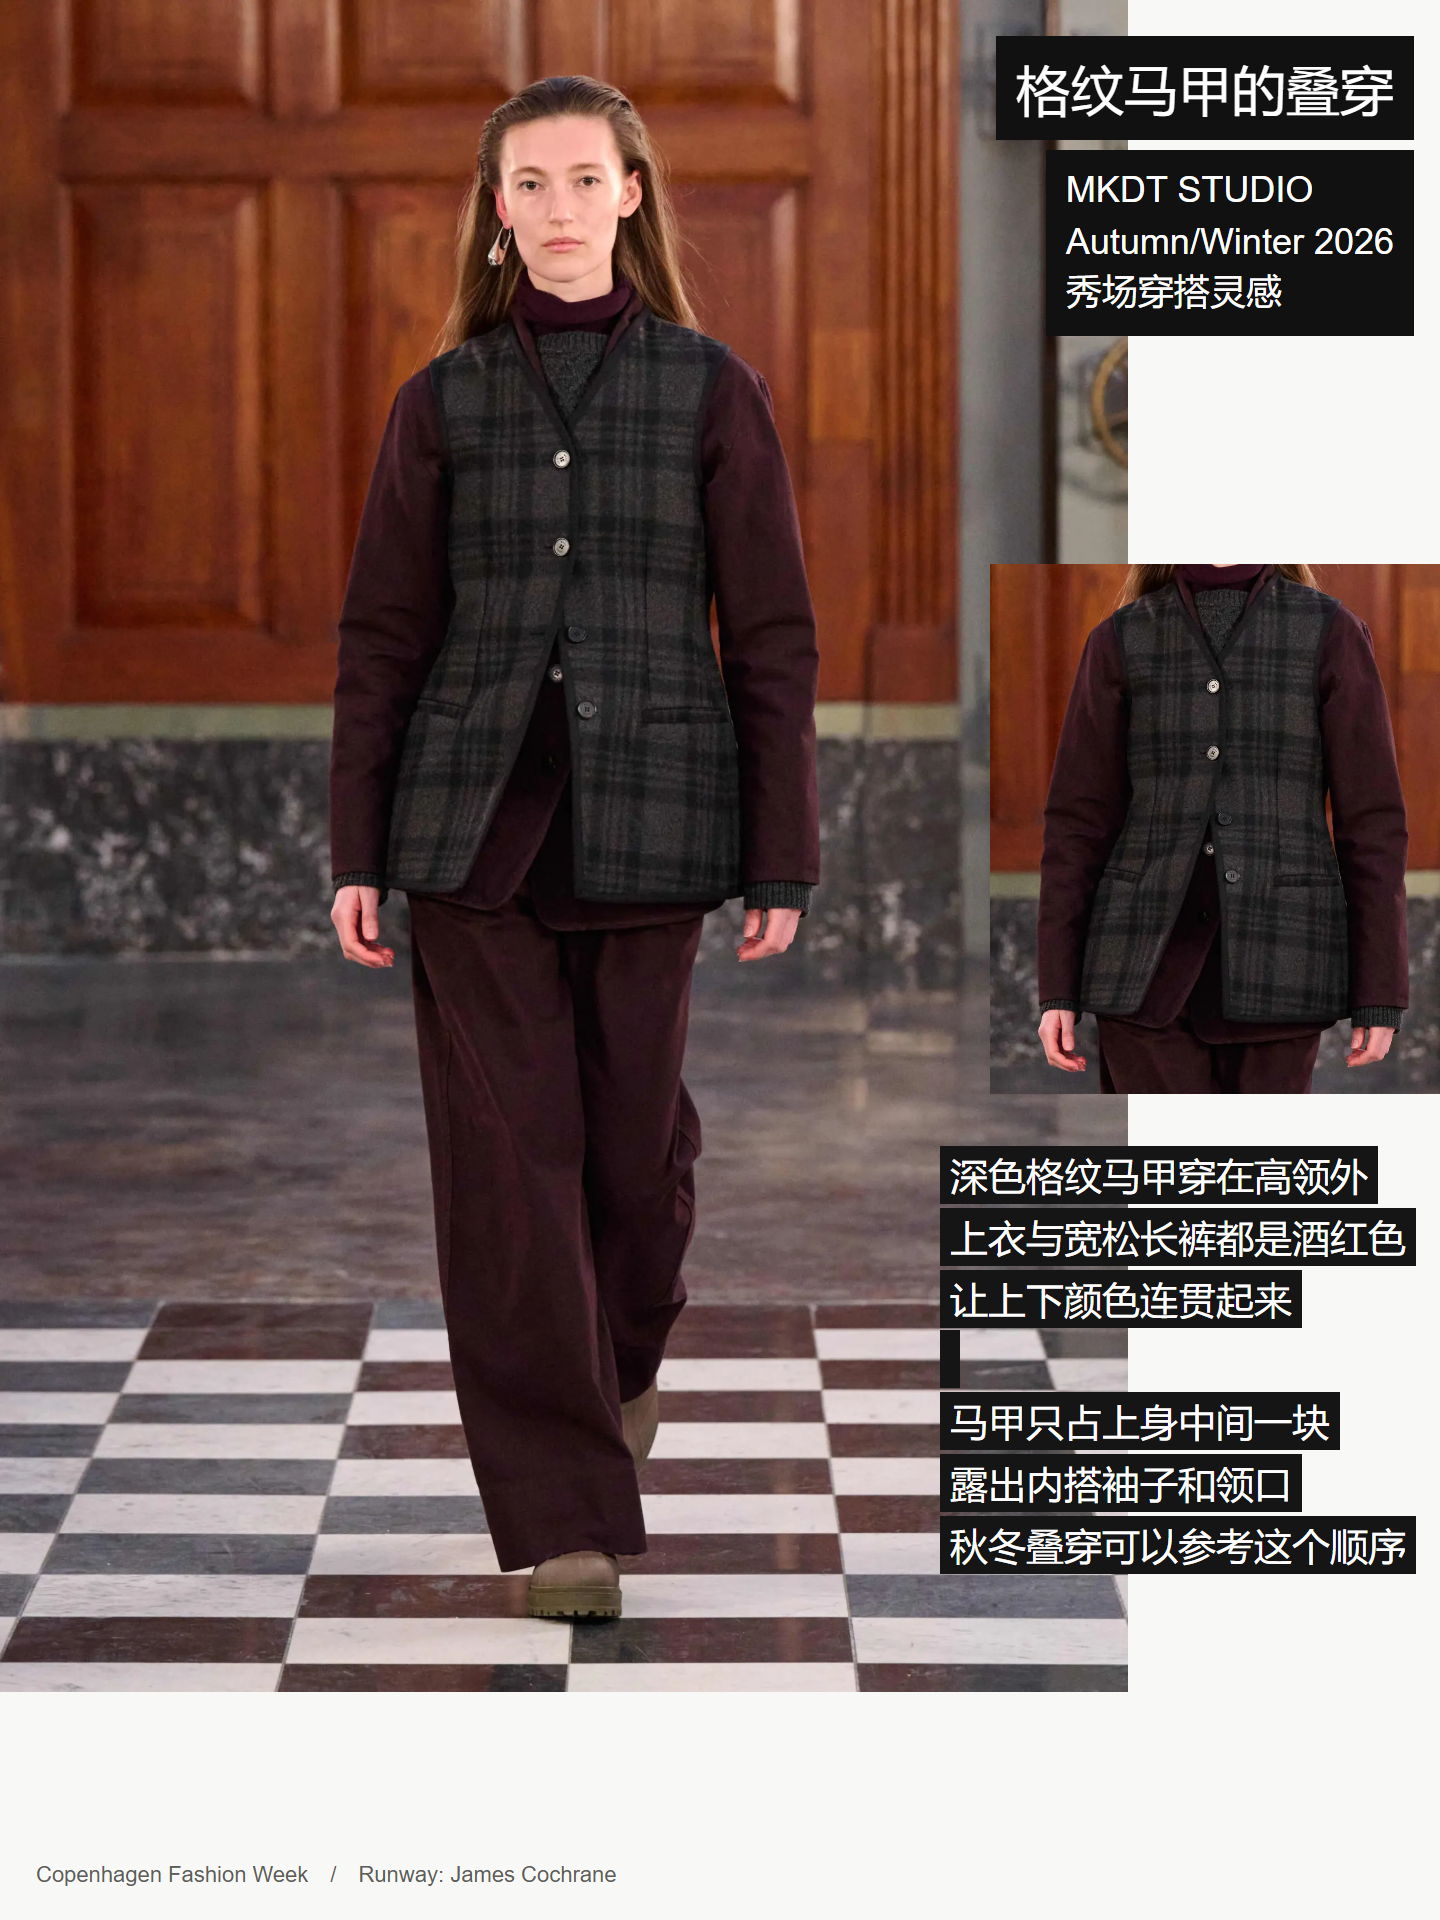 格纹马甲的叠穿
MKDT STUDIO
Autumn/Winter 2026
秀场穿搭灵感
深色格纹马甲穿在高领外
上衣与宽松长裤都是酒红色
让上下颜色连贯起来
马甲只占上身中间一块
露出内搭袖子和领口
秋冬叠穿可以参考这个顺序
Copenhagen Fashion Week / Runway: James Cochrane